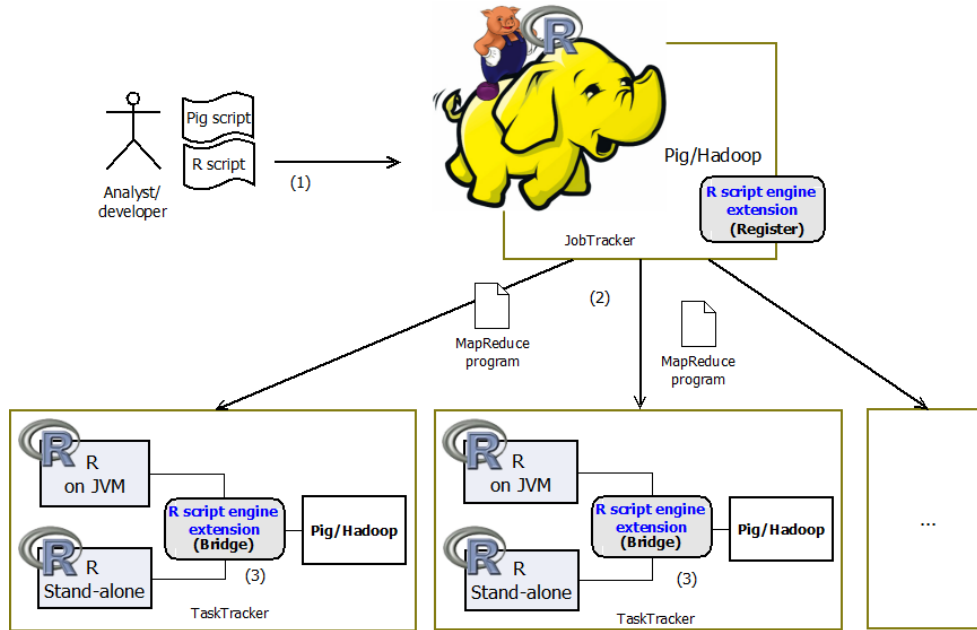 R
Pig script
R script
(1)
Analyst/
developer
Pig/Hadoop
R script engine
extension
(Register)
JobTracker
(2)
MapReduce
program
MapReduce
program
R
R
on JVM
R script engine
extension
(Bridge)
Pig/Hadoop
R
R
Stand-alone
(3)
TaskTracker
R
R
on JVM
R script engine
extension
(Bridge)
Pig/Hadoop
R
R
Stand-alone
(3)
TaskTracker
...